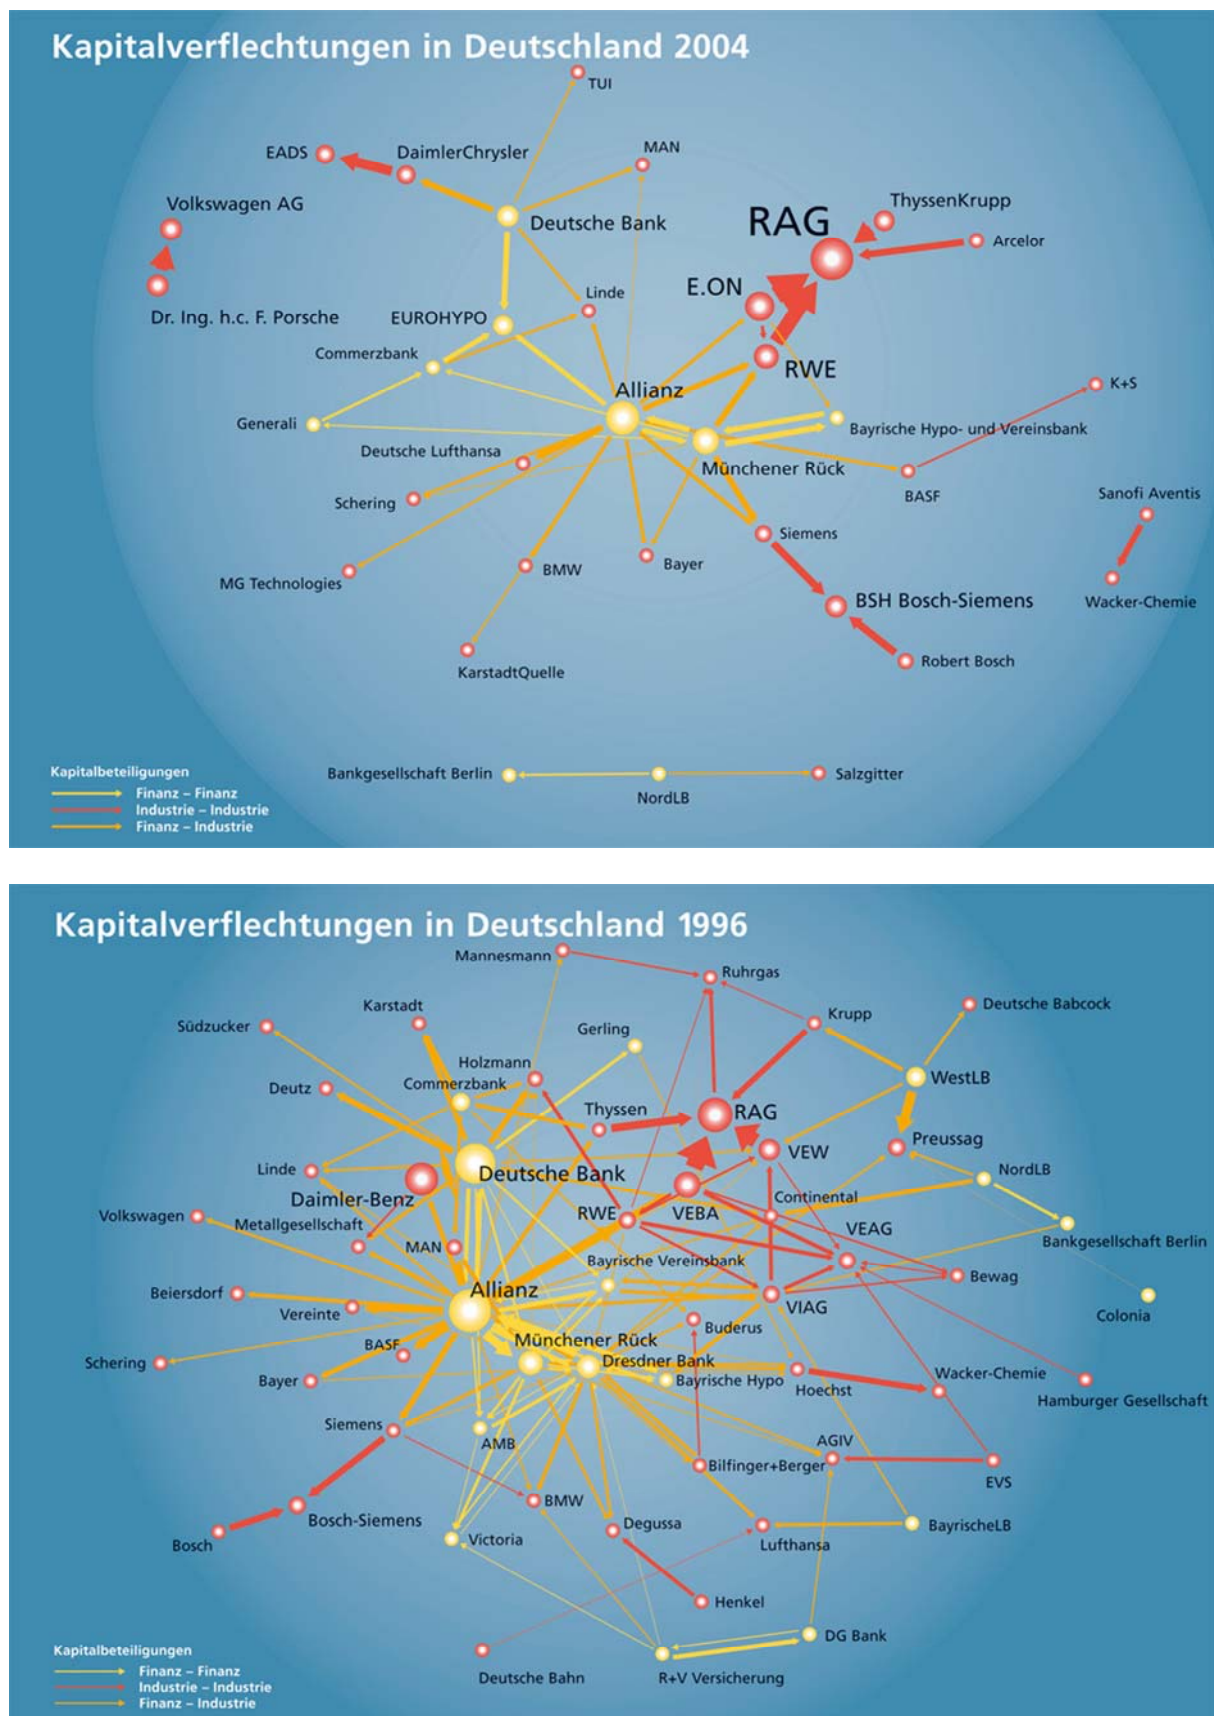 Kapitalverflechtungen in Deutschland 2004
TUI
EADS
DaimlerChrysler
MAN
Volkswagen AG
Deutsche Bank
RAG
ThyssenKrupp
Arcelor
E.ON
Linde
Dr. Ing. h.c. F. Porsche
EUROHYPO
Commerzbank
RWE
Allianz
K+S
Generali
Bayrische Hypo- und Vereinsbank
Deutsche Lufthansa
Münchener Rück
BASF
Schering
Sanofi Aventis
Siemens
MG Technologies
BMW
Bayer
BSH Bosch-Siemens
Wacker-Chemie
KarstadtQuelle
Robert Bosch
Kapitalbeteiligungen
Finanz – Finanz
Industrie – Industrie
Finanz – Industrie
Bankgesellschaft Berlin
NordLB
Salzgitter
Kapitalverflechtungen in Deutschland 1996
Mannesmann
Ruhrgas
Karstadt
Krupp
Deutsche Babcock
Südzucker
Gerling
Holzmann
Commerzbank
WestLB
Deutz
Thyssen
RAG
Preussag
VEW
Linde
Deutsche Bank
NordLB
Daimler-Benz
Continental
Volkswagen
Metallgesellschaft
RWE
VEBA
VEAG
Bankgesellschaft Berlin
MAN
Bayrische Vereinsbank
Bewag
Beiersdorf
Allianz
Vereinte
VIAG
Colonia
Buderus
BASF
Münchener Rück
Schering
Dresdner Bank
Bayer
Bayrische Hypo
Hoechst
Wacker-Chemie
Hamburger Gesellschaft
Siemens
AMB
AGIV
Bilfinger+Berger
EVS
BMW
Bosch-Siemens
Degussa
BayrischeLB
Bosch
Victoria
Lufthansa
Henkel
DG Bank
Kapitalbeteiligungen
Finanz – Finanz
Industrie – Industrie
Finanz – Industrie
Deutsche Bahn
R+V Versicherung